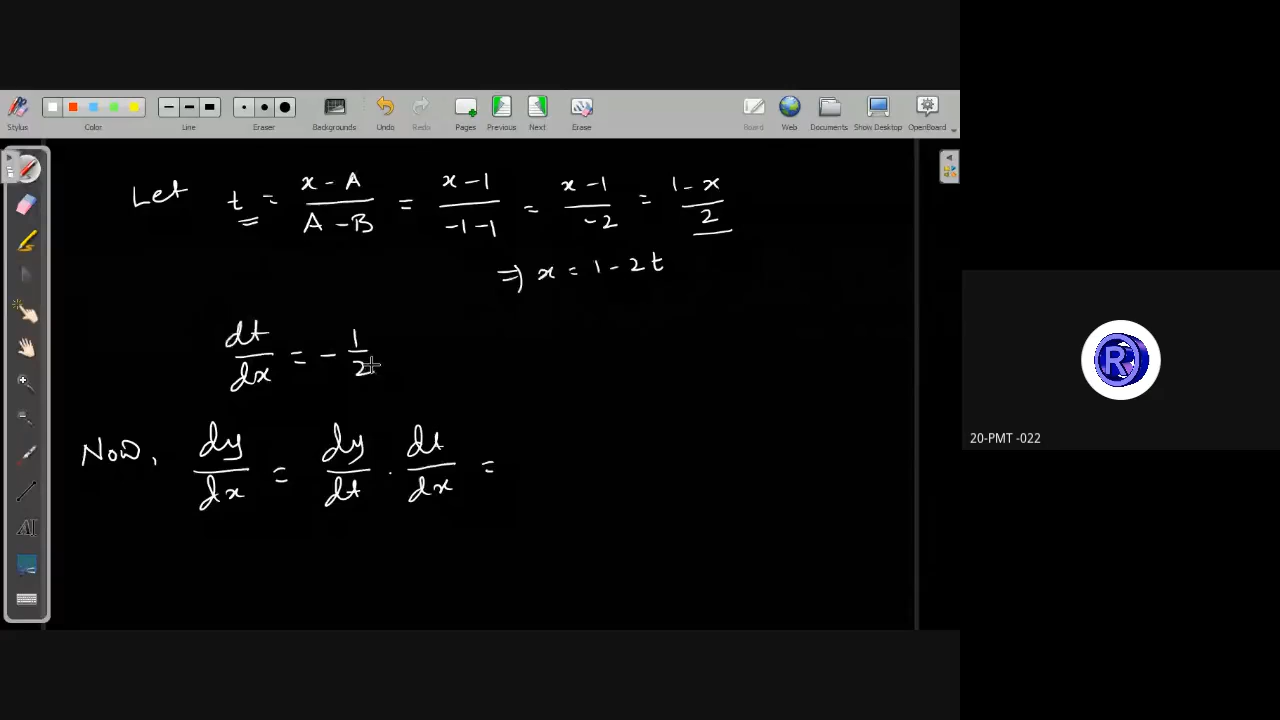 Color Line Eraser Backgrounds Undo Redo Pages Previous Next Erase Board Web Documents Show Desktop OpenBoard
Stylus
Let t = (x - A)/(A - B) = (x - 1)/(-1 - 1) = (x - 1)/(-2) = (1 - x)/2
⇒ x = 1 - 2t
dt/dx = - 1/2
Now, dy/dx = dy/dt · dt/dx =
R
20-PMT -022